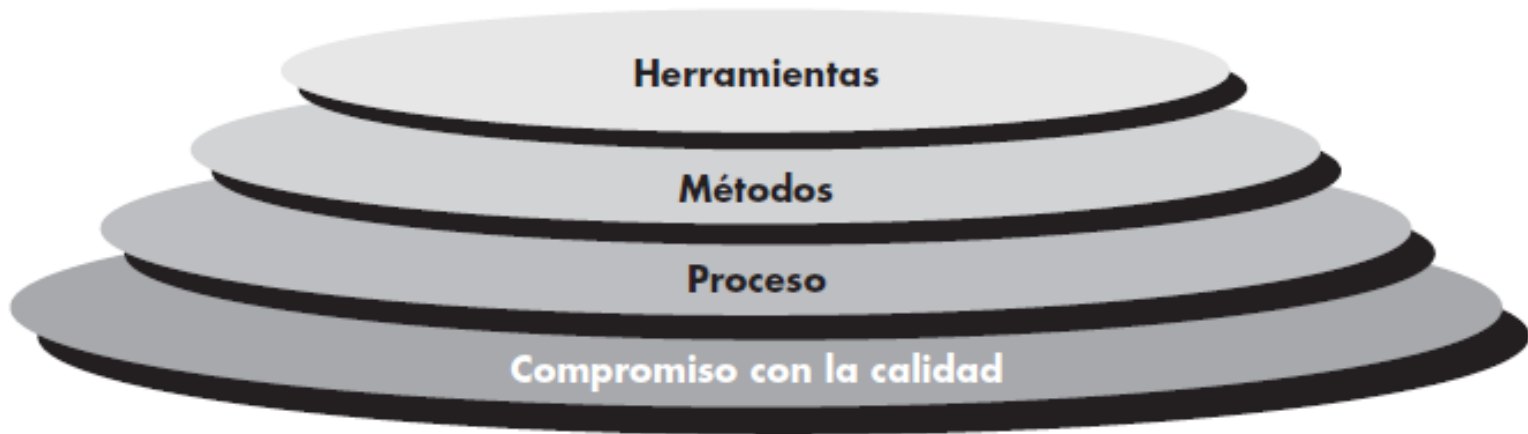 Herramientas
Métodos
Proceso
Compromiso con la calidad